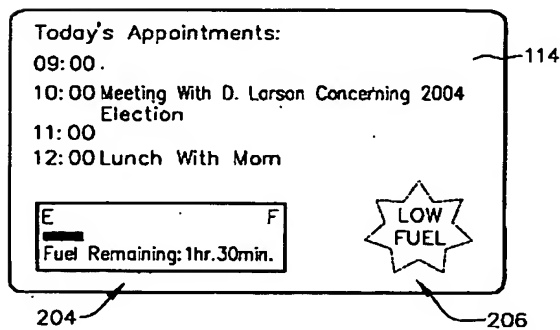 Today's Appointments:
09:00.
114
10:00 Meeting With D. Larson Concerning 2004
Election
11:00
12:00 Lunch With Mom
E F
Fuel Remaining: 1hr. 30min.
LOW
FUEL
204
206